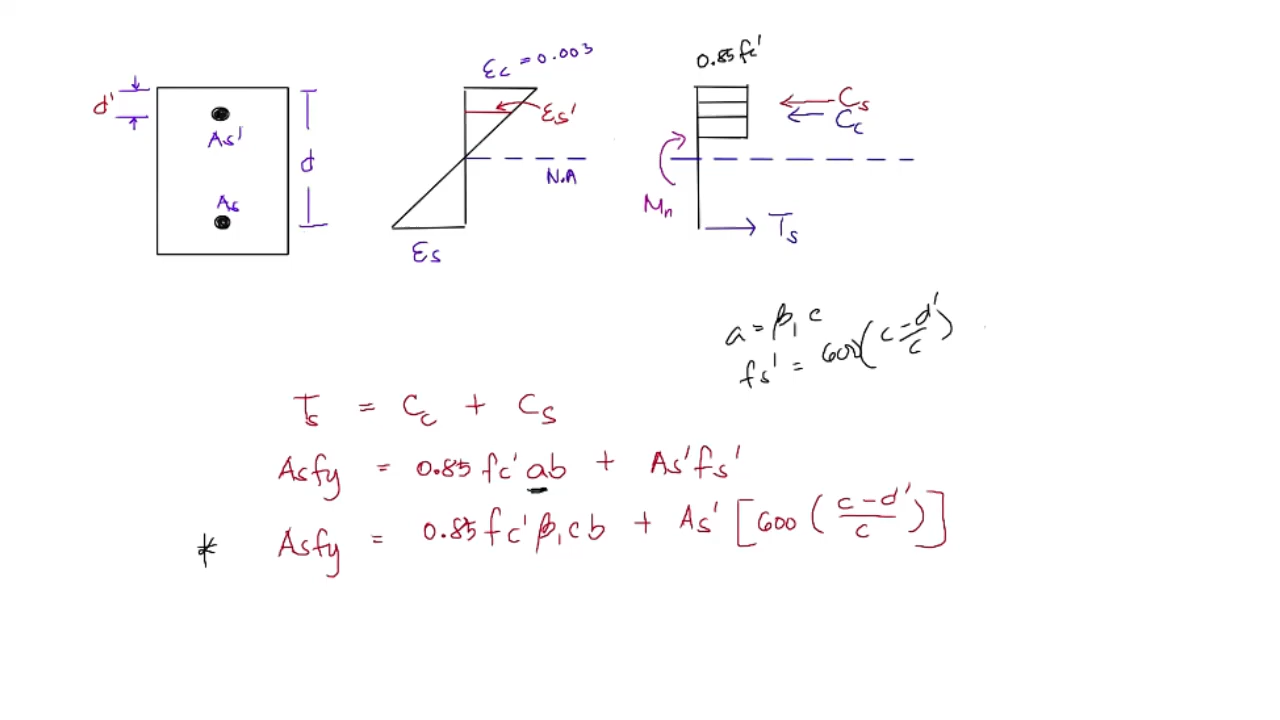 εc = 0.003
0.85fc'
d'
As'
d
As
εs'
N.A
εs
Cs
Cc
Mn
Ts
a = β₁ c
fs' = 600(c-d'/c)
Ts = Cc + Cs
Asfy = 0.85 fc' ab + As'fs'
* Asfy = 0.85 fc' β₁ c b + As' [600 (c-d'/c)]